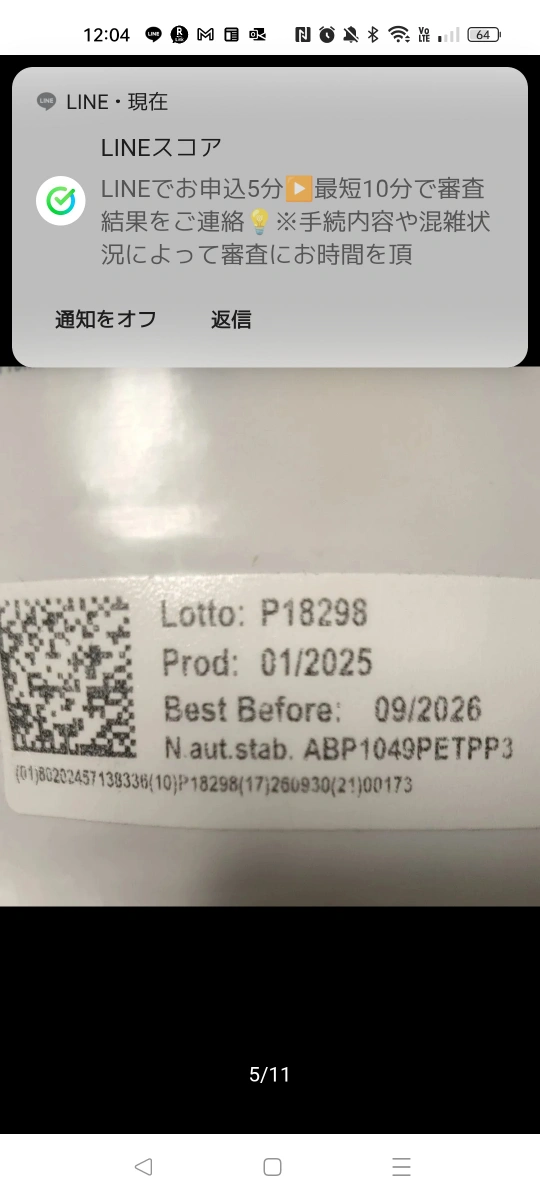 12:04
64
LINE・現在
LINEスコア
LINEでお申込5分▶最短10分で審査
結果をご連絡💡※手続内容や混雑状
況によって審査にお時間を頂
通知をオフ
返信
Lotto: P18298
Prod: 01/2025
Best Before: 09/2026
N.aut.stab. ABP1049PETPP3
(01)80202457138336(10)P18298(17)260930(21)00173
5/11